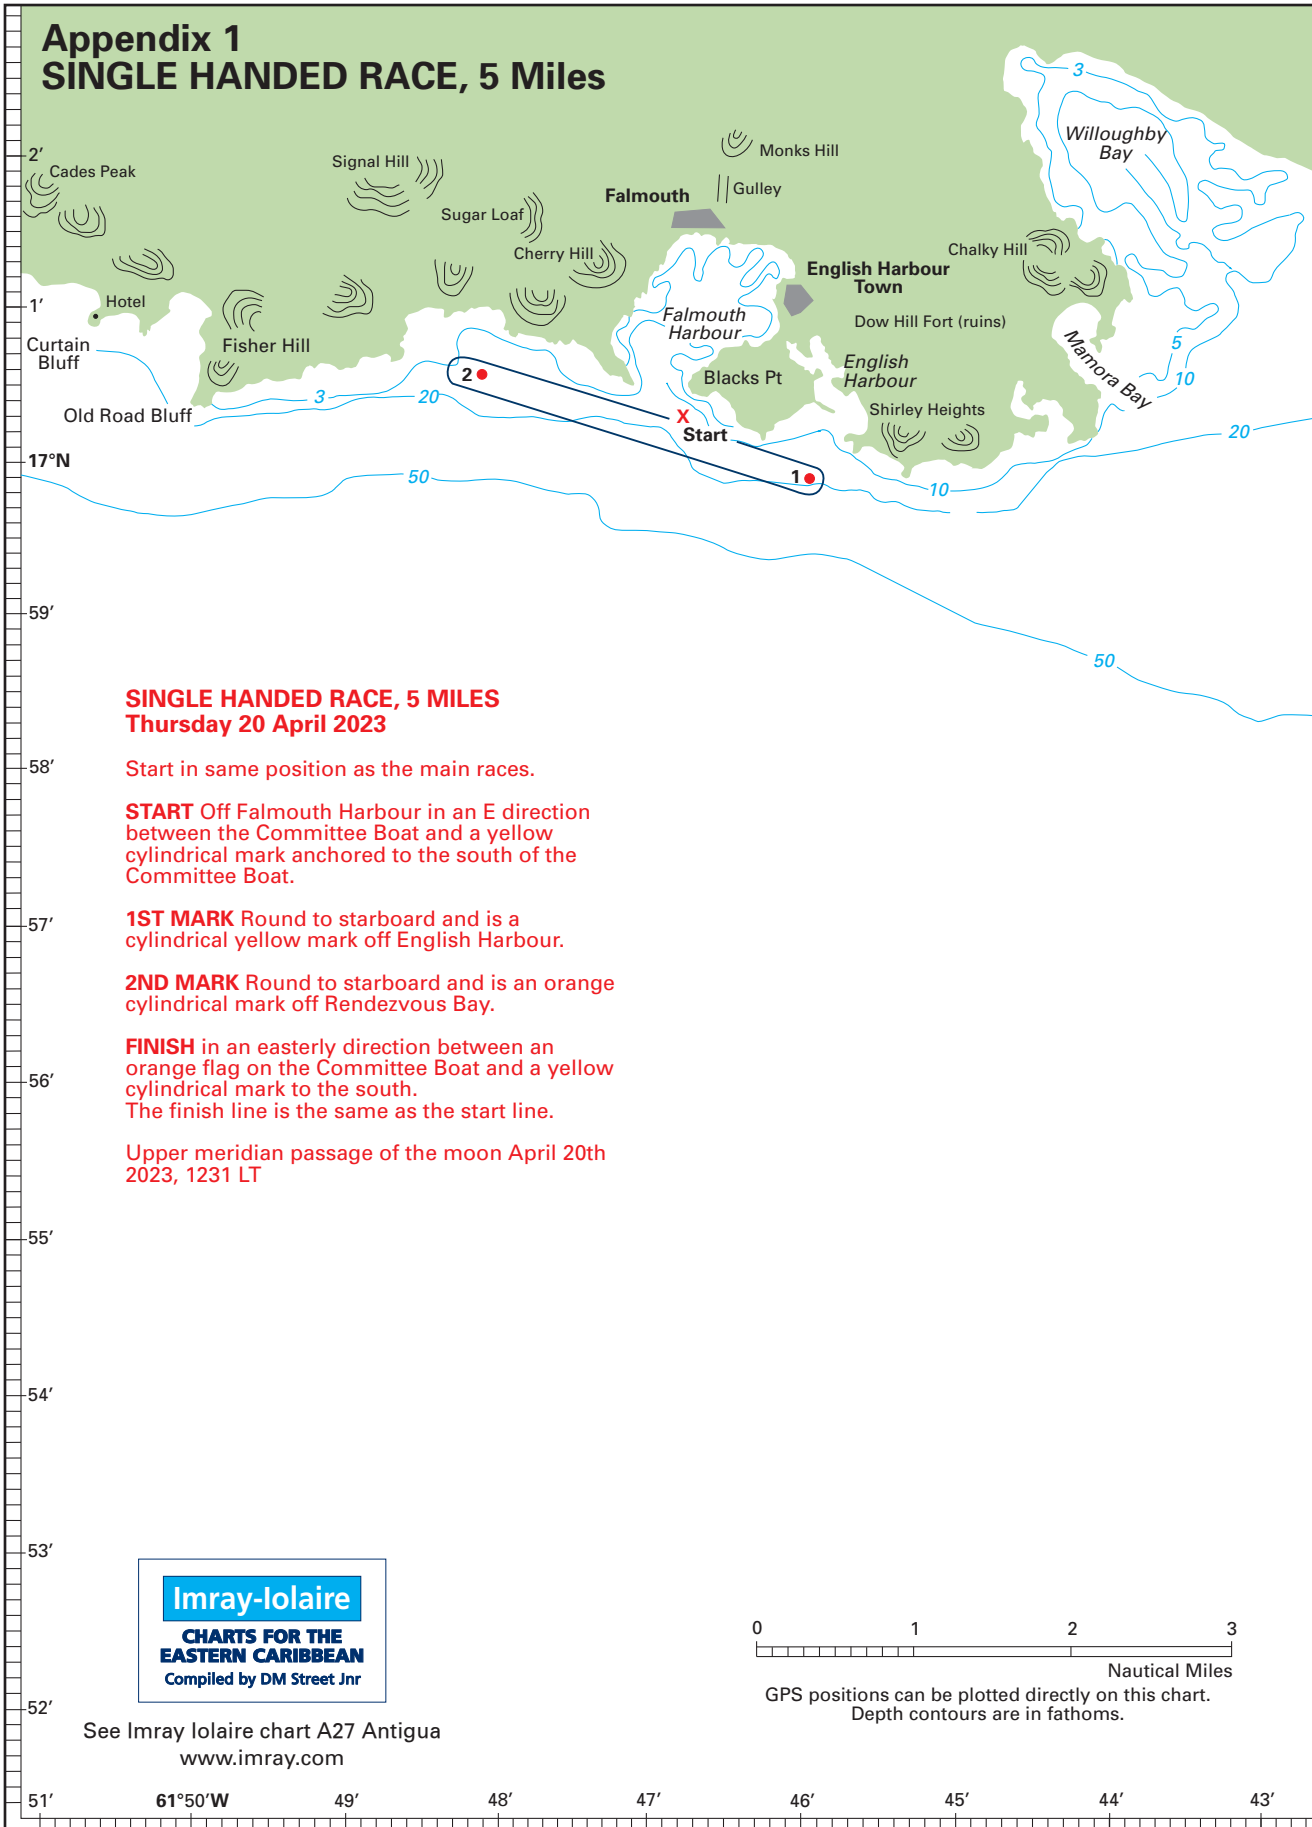 Appendix 1
SINGLE HANDED RACE, 5 Miles
3
Willoughby
Bay
2′
Cades Peak
Signal Hill
Monks Hill
Gulley
Falmouth
Sugar Loaf
Cherry Hill
Chalky Hill
English Harbour
Town
1′
Hotel
Falmouth
Harbour
Dow Hill Fort (ruins)
Curtain
Bluff
Fisher Hill
Mamora Bay
5
10
2
Blacks Pt
English
Harbour
3
20
Old Road Bluff
X
Start
Shirley Heights
20
17°N
50
1
10
59′
50
SINGLE HANDED RACE, 5 MILES
Thursday 20 April 2023
58′
Start in same position as the main races.
START Off Falmouth Harbour in an E direction
between the Committee Boat and a yellow
cylindrical mark anchored to the south of the
Committee Boat.
57′
1ST MARK Round to starboard and is a
cylindrical yellow mark off English Harbour.
2ND MARK Round to starboard and is an orange
cylindrical mark off Rendezvous Bay.
56′
FINISH in an easterly direction between an
orange flag on the Committee Boat and a yellow
cylindrical mark to the south.
The finish line is the same as the start line.
Upper meridian passage of the moon April 20th
2023, 1231 LT
55′
54′
53′
Imray-Iolaire
CHARTS FOR THE
EASTERN CARIBBEAN
Compiled by DM Street Jnr
0 1 2 3
Nautical Miles
GPS positions can be plotted directly on this chart.
Depth contours are in fathoms.
52′
See Imray Iolaire chart A27 Antigua
www.imray.com
51′ 61°50′W 49′ 48′ 47′ 46′ 45′ 44′ 43′